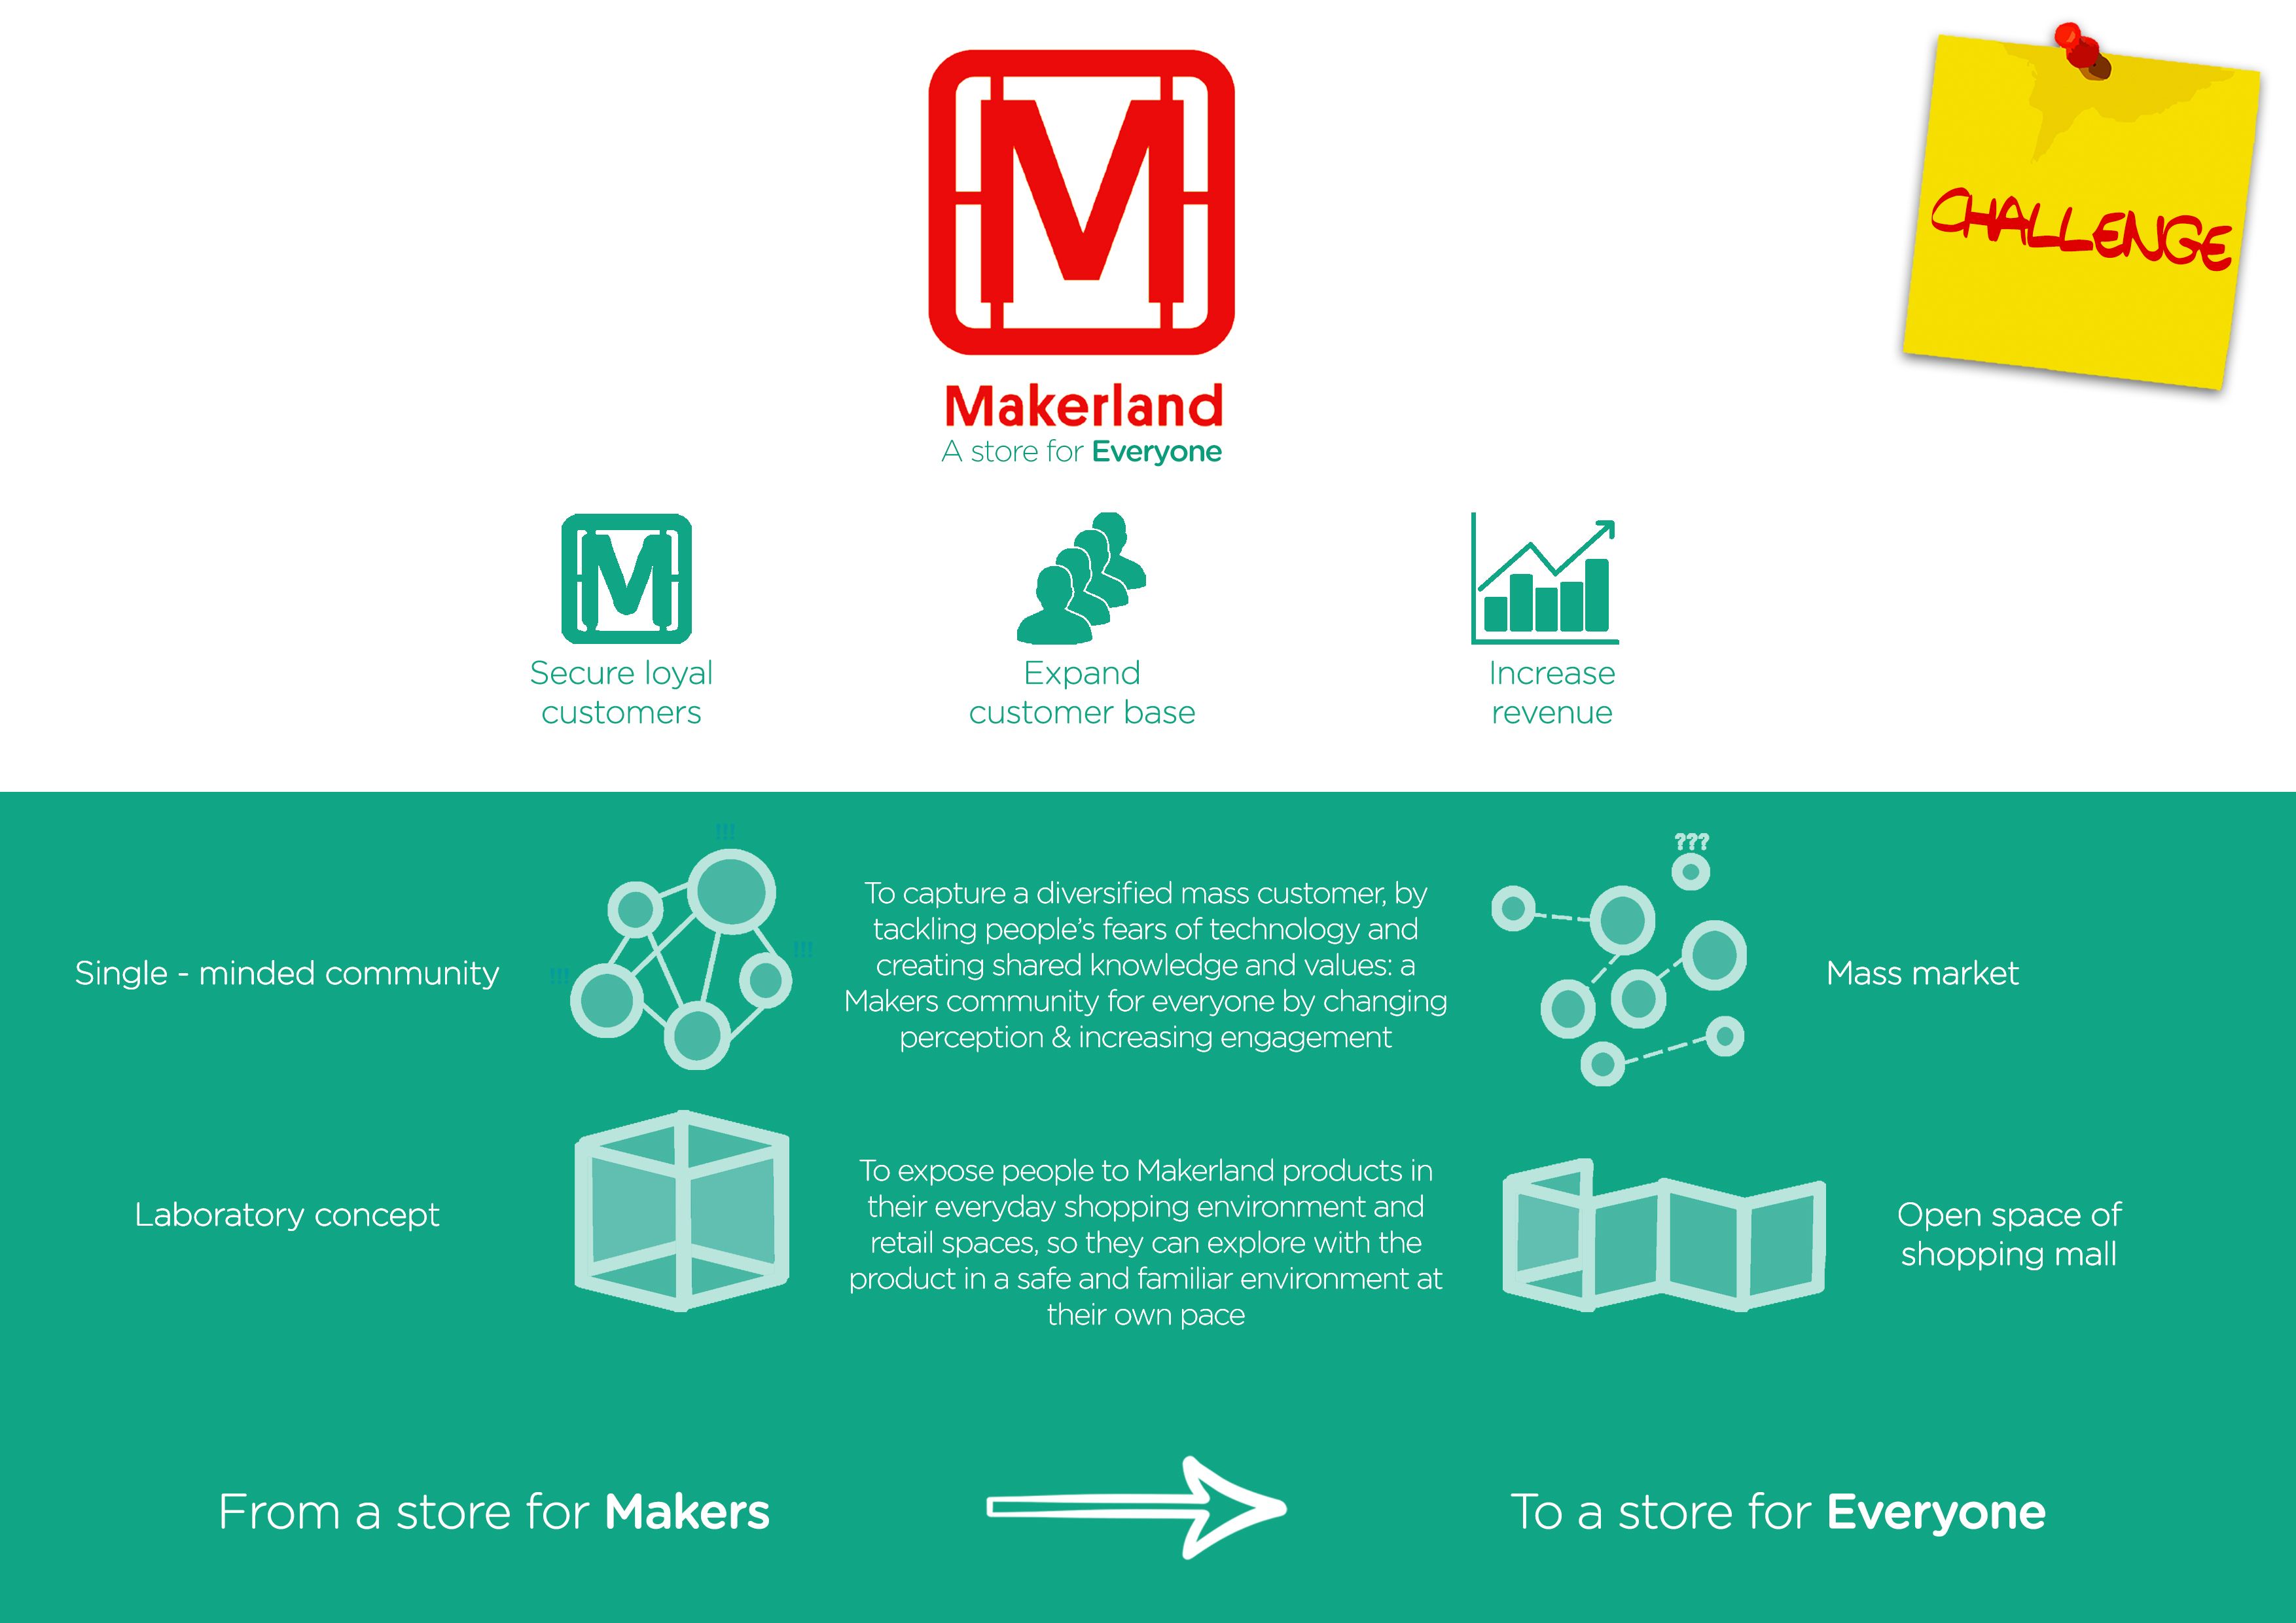 M
CHALLENGE
Makerland
A store for Everyone
M
Secure loyal
customers
Expand
customer base
Increase
revenue
Single - minded community
!!!
!!!
!!!
To capture a diversified mass customer, by
tackling people's fears of technology and
creating shared knowledge and values: a
Makers community for everyone by changing
perception & increasing engagement
???
Mass market
Laboratory concept
To expose people to Makerland products in
their everyday shopping environment and
retail spaces, so they can explore with the
product in a safe and familiar environment at
their own pace
Open space of
shopping mall
From a store for Makers
To a store for Everyone